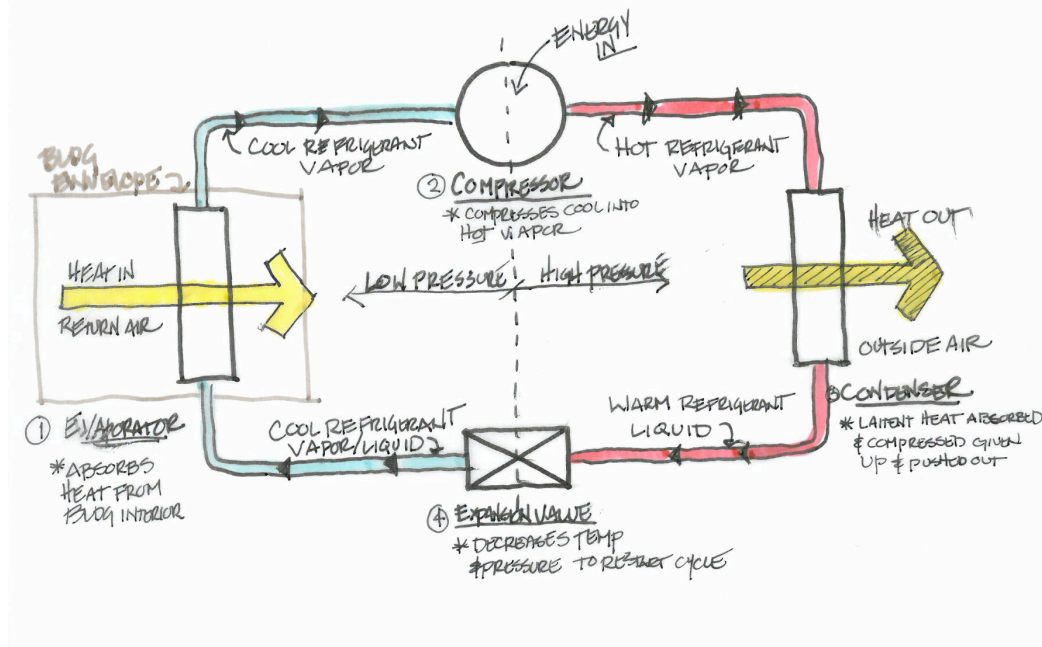 ENERGY
IN
COOL REFRIGERANT
VAPOR
HOT REFRIGERANT
VAPOR
BLDG
ENVELOPE
② COMPRESSOR
* COMPRESSES COOL INTO
HOT VAPOR
HEAT IN
RETURN AIR
LOW PRESSURE
HIGH PRESSURE
HEAT OUT
OUTSIDE AIR
① EVAPORATOR
* ABSORBS
HEAT FROM
BLDG INTERIOR
COOL REFRIGERANT
VAPOR/LIQUID
WARM REFRIGERANT
LIQUID
③ CONDENSER
* LATENT HEAT ABSORBED
& COMPRESSED GIVEN
UP & PUSHED OUT
④ EXPANSION VALVE
* DECREASES TEMP
& PRESSURE TO RESTART CYCLE